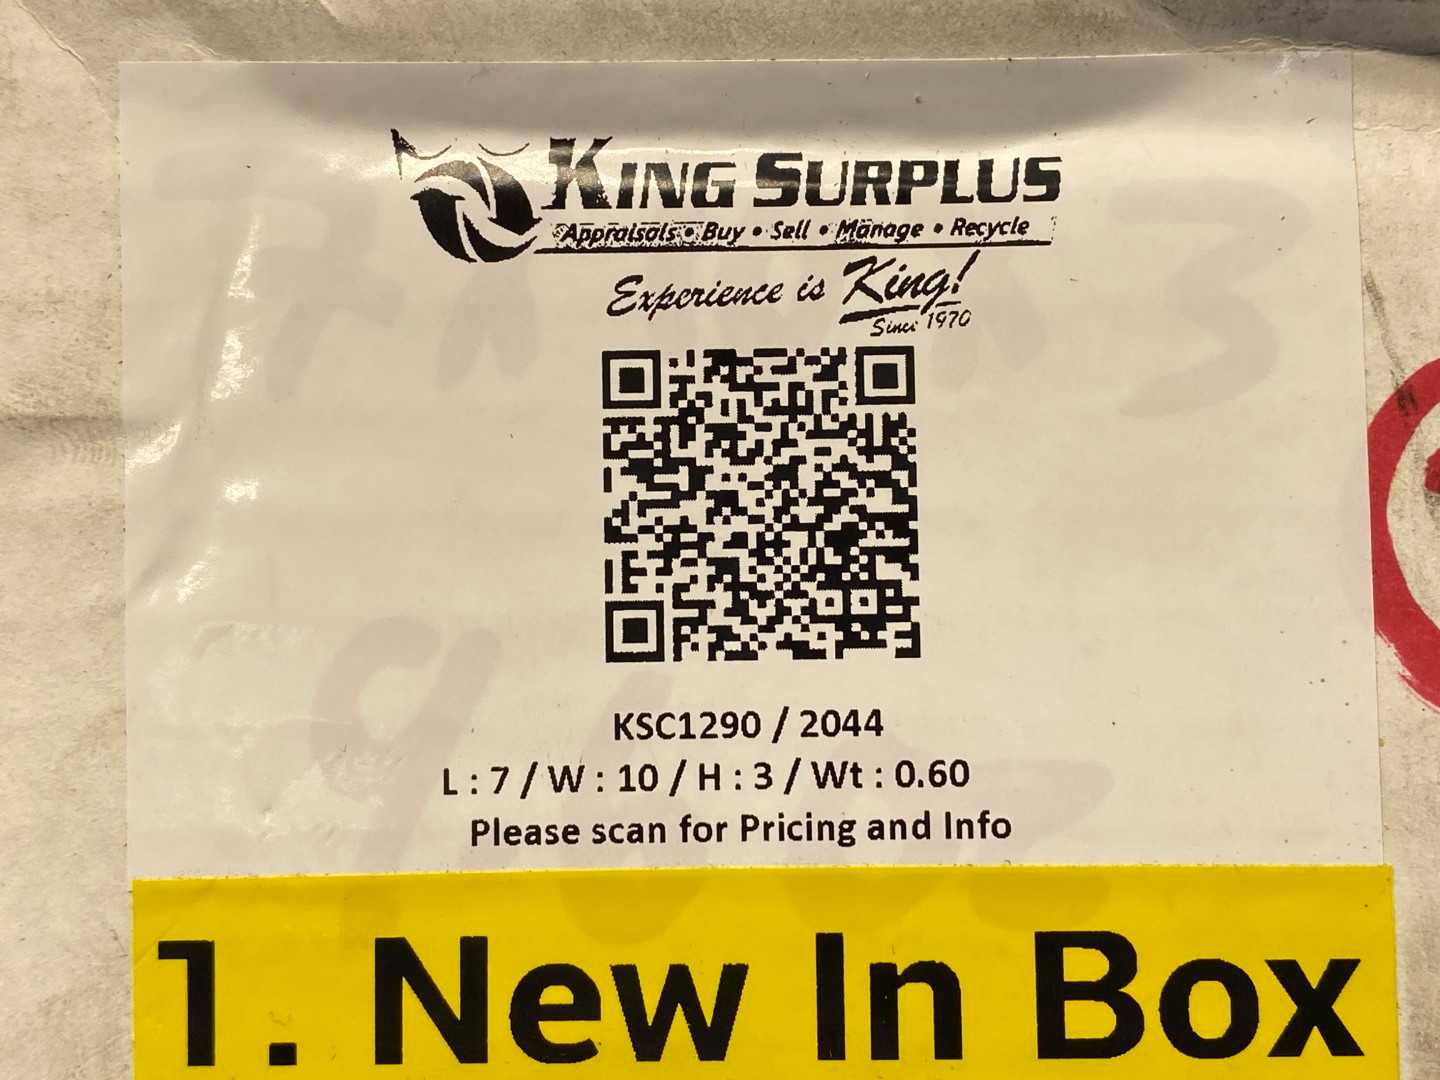 KING SURPLUS
Appraisals • Buy • Sell • Manage • Recycle
Experience is King!
Since 1970
KSC1290 / 2044
L : 7 / W : 10 / H : 3 / Wt : 0.60
Please scan for Pricing and Info
1. New In Box